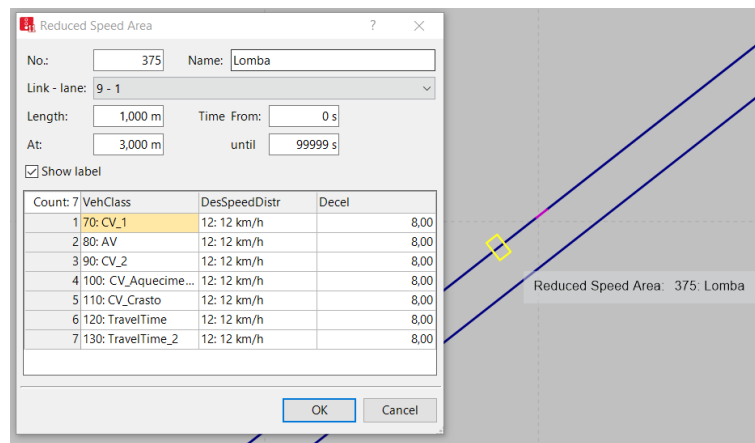 Reduced Speed Area ?
No.: 375 Name: Lomba
Link - lane: 9 - 1
Length: 1,000 m Time From: 0 s
At: 3,000 m until 99999 s
Show label
Count: 7 VehClass DesSpeedDistr Decel
1 70: CV_1 12: 12 km/h 8,00
2 80: AV 12: 12 km/h 8,00
3 90: CV_2 12: 12 km/h 8,00
4 100: CV_Aquecime... 12: 12 km/h 8,00
5 110: CV_Crasto 12: 12 km/h 8,00
6 120: TravelTime 12: 12 km/h 8,00
7 130: TravelTime_2 12: 12 km/h 8,00
OK Cancel
Reduced Speed Area: 375: Lomba